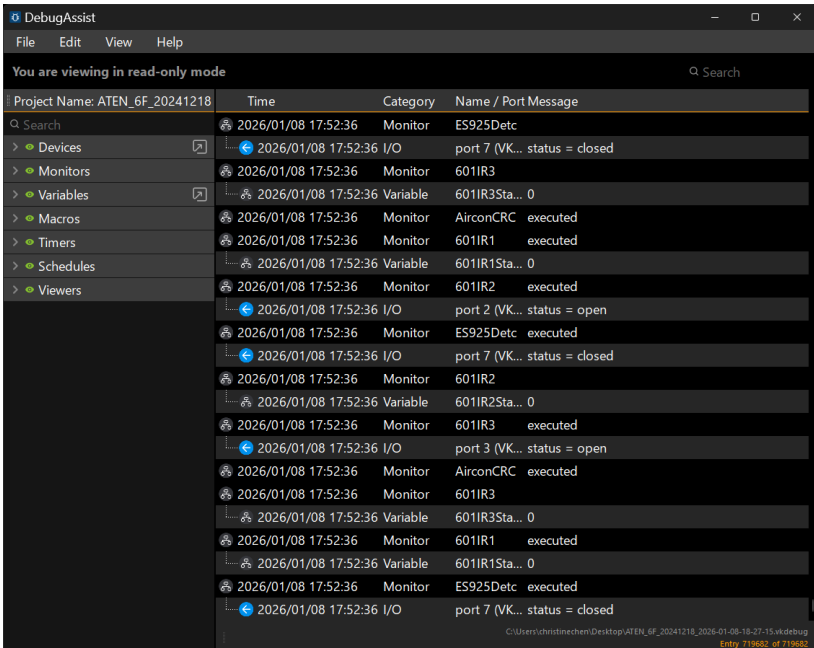 DebugAssist
File Edit View Help
You are viewing in read-only mode
Search
Project Name: ATEN_6F_20241218
Search
Devices
Monitors
Variables
Macros
Timers
Schedules
Viewers
Time Category Name / Port Message
2026/01/08 17:52:36 Monitor ES925Detc
2026/01/08 17:52:36 I/O port 7 (VK... status = closed
2026/01/08 17:52:36 Monitor 601IR3
2026/01/08 17:52:36 Variable 601IR3Sta... 0
2026/01/08 17:52:36 Monitor AirconCRC executed
2026/01/08 17:52:36 Monitor 601IR1 executed
2026/01/08 17:52:36 Variable 601IR1Sta... 0
2026/01/08 17:52:36 Monitor 601IR2 executed
2026/01/08 17:52:36 I/O port 2 (VK... status = open
2026/01/08 17:52:36 Monitor ES925Detc executed
2026/01/08 17:52:36 I/O port 7 (VK... status = closed
2026/01/08 17:52:36 Monitor 601IR2
2026/01/08 17:52:36 Variable 601IR2Sta... 0
2026/01/08 17:52:36 Monitor 601IR3 executed
2026/01/08 17:52:36 I/O port 3 (VK... status = open
2026/01/08 17:52:36 Monitor AirconCRC executed
2026/01/08 17:52:36 Monitor 601IR3
2026/01/08 17:52:36 Variable 601IR3Sta... 0
2026/01/08 17:52:36 Monitor 601IR1 executed
2026/01/08 17:52:36 Variable 601IR1Sta... 0
2026/01/08 17:52:36 Monitor ES925Detc executed
2026/01/08 17:52:36 I/O port 7 (VK... status = closed
C:\Users\christinechen\Desktop\ATEN_6F_20241218_2026-01-08-18-27-15.vkdebug
Entry 719682 of 719682